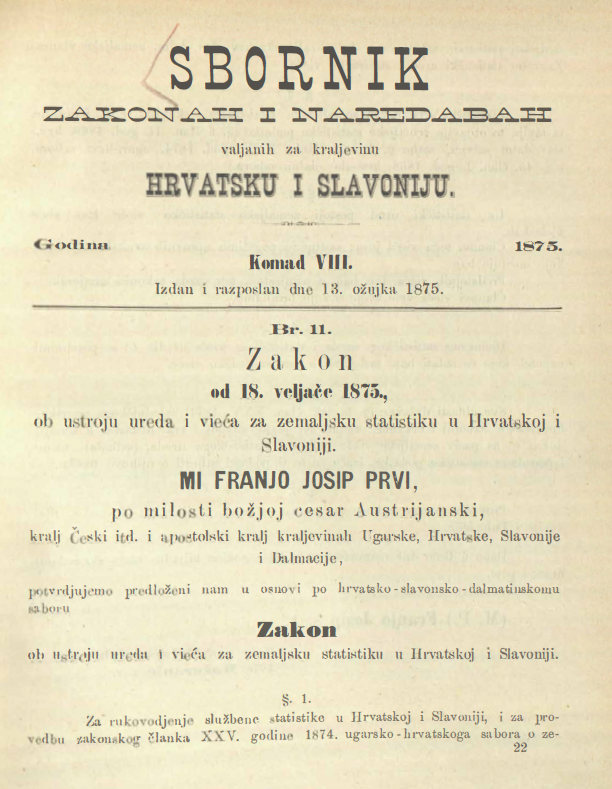 SBORNIK
ZAKONAH I NAREDABAH
valjanih za kraljevinu
HRVATSKU I SLAVONIJU.
Godina 1875.
Komad VIII.
Izdan i razposlan dne 13. ožujka 1875.
Br. 11.
Zakon
od 18. veljače 1875.,
ob ustroju ureda i vieća za zemaljsku statistiku u Hrvatskoj i
Slavoniji.
MI FRANJO JOSIP PRVI,
po milosti božjoj cesar Austrijanski,
kralj Česki itd. i apostolski kralj kraljevinah Ugarske, Hrvatske, Slavonije
i Dalmacije,
potvrdjujemo predloženi nam u osnovi po hrvatsko-slavonsko-dalmatinskomu
saboru
Zakon
ob ustroju ureda i vieća za zemaljsku statistiku u Hrvatskoj i Slavoniji.
§. 1.
Za rukovodjenje službene statistike u Hrvatskoj i Slavoniji, i za pro-
vedbu zakonskog članka XXV. godine 1874. ugarsko-hrvatskoga sabora o ze-
22